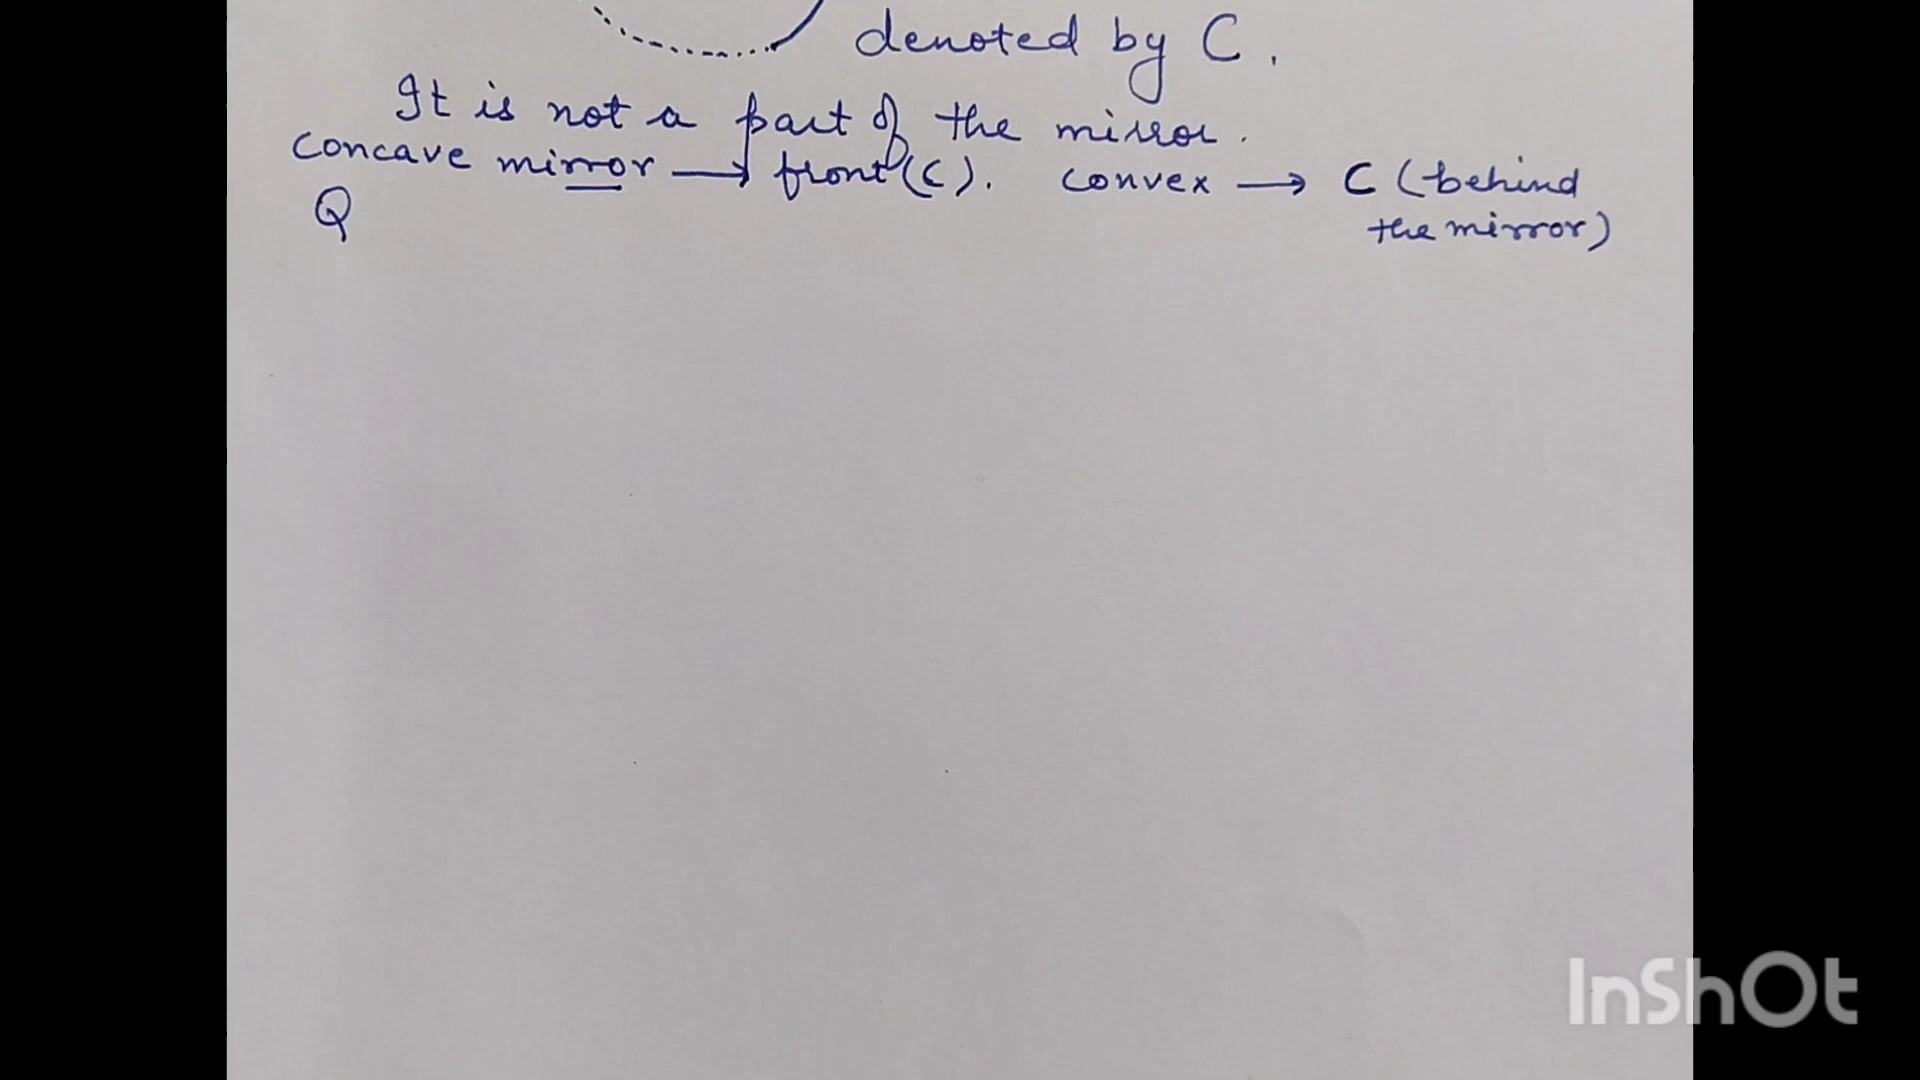 denoted by C.
It is not a part of the mirror.
concave mirror → front (C). convex → C (behind
the mirror)
Q
InShOt